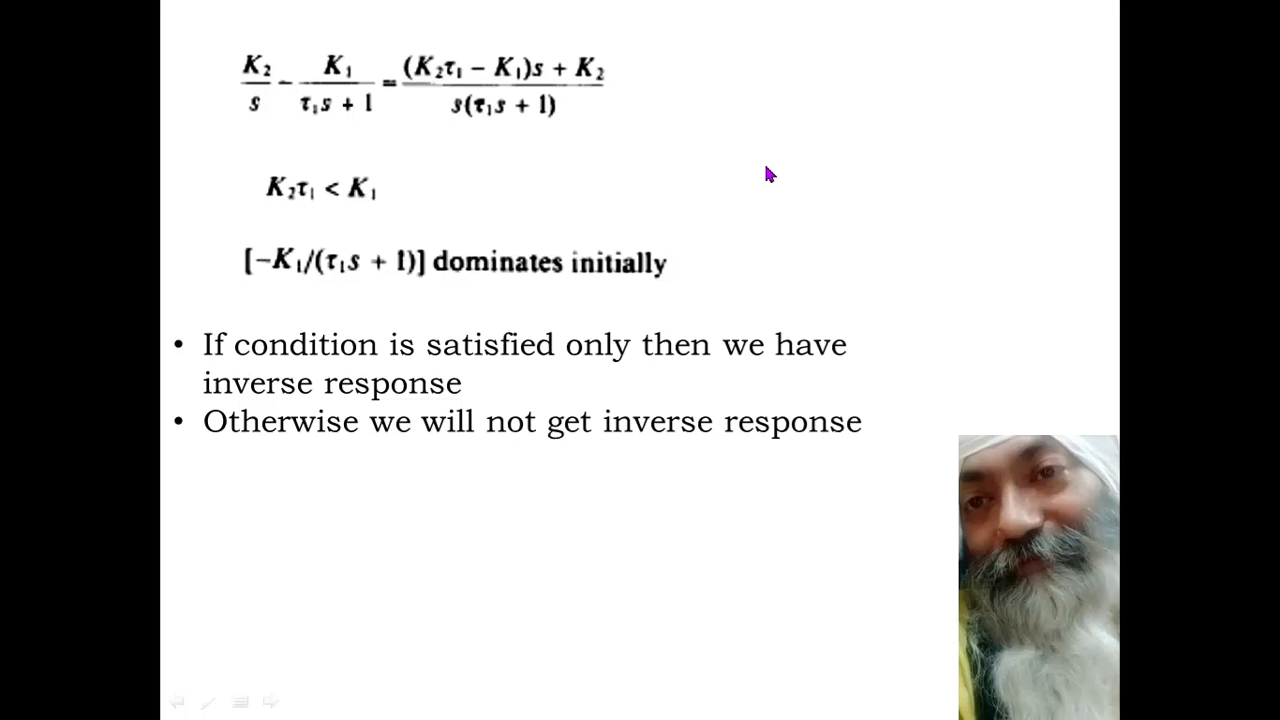 K₂/s − K₁/(τ₁s + 1) = ((K₂τ₁ − K₁)s + K₂)/(s(τ₁s + 1))
K₂τ₁ < K₁
[−K₁/(τ₁s + 1)] dominates initially
• If condition is satisfied only then we have
inverse response
• Otherwise we will not get inverse response